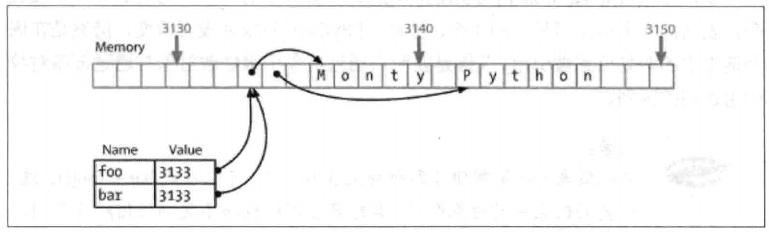 3130 3140 3150
Memory
M o n t y P y t h o n
Name Value
foo 3133
bar 3133